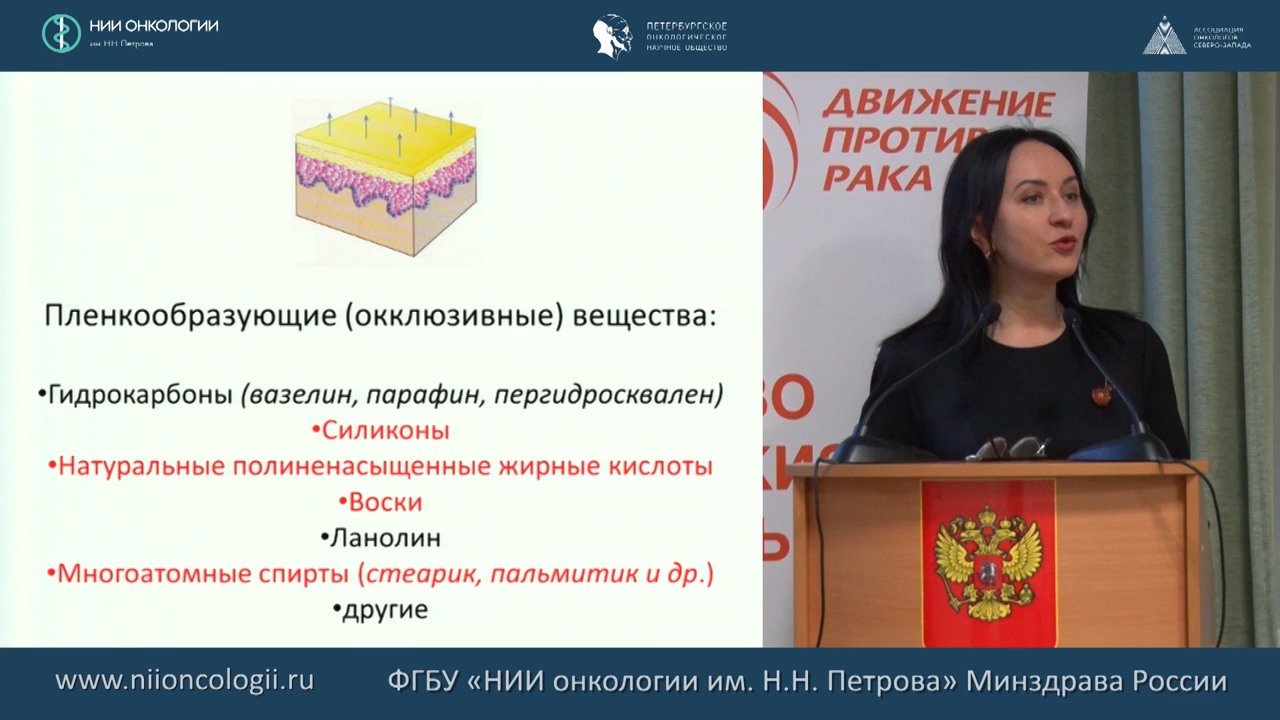 НИИ ОНКОЛОГИИ
им. Н.Н. Петрова
ПЕТЕРБУРГСКОЕ
ОНКОЛОГИЧЕСКОЕ
НАУЧНОЕ ОБЩЕСТВО
АССОЦИАЦИЯ
ОНКОЛОГОВ
СЕВЕРО-ЗАПАДА
Пленкообразующие (окклюзивные) вещества:
•Гидрокарбоны (вазелин, парафин, пергидросквален)
•Силиконы
•Натуральные полиненасыщенные жирные кислоты
•Воски
•Ланолин
•Многоатомные спирты (стеарик, пальмитик и др.)
•другие
ДВИЖЕНИЕ
ПРОТИВ
РАКА
www.niioncologii.ru
ФГБУ «НИИ онкологии им. Н.Н. Петрова» Минздрава России